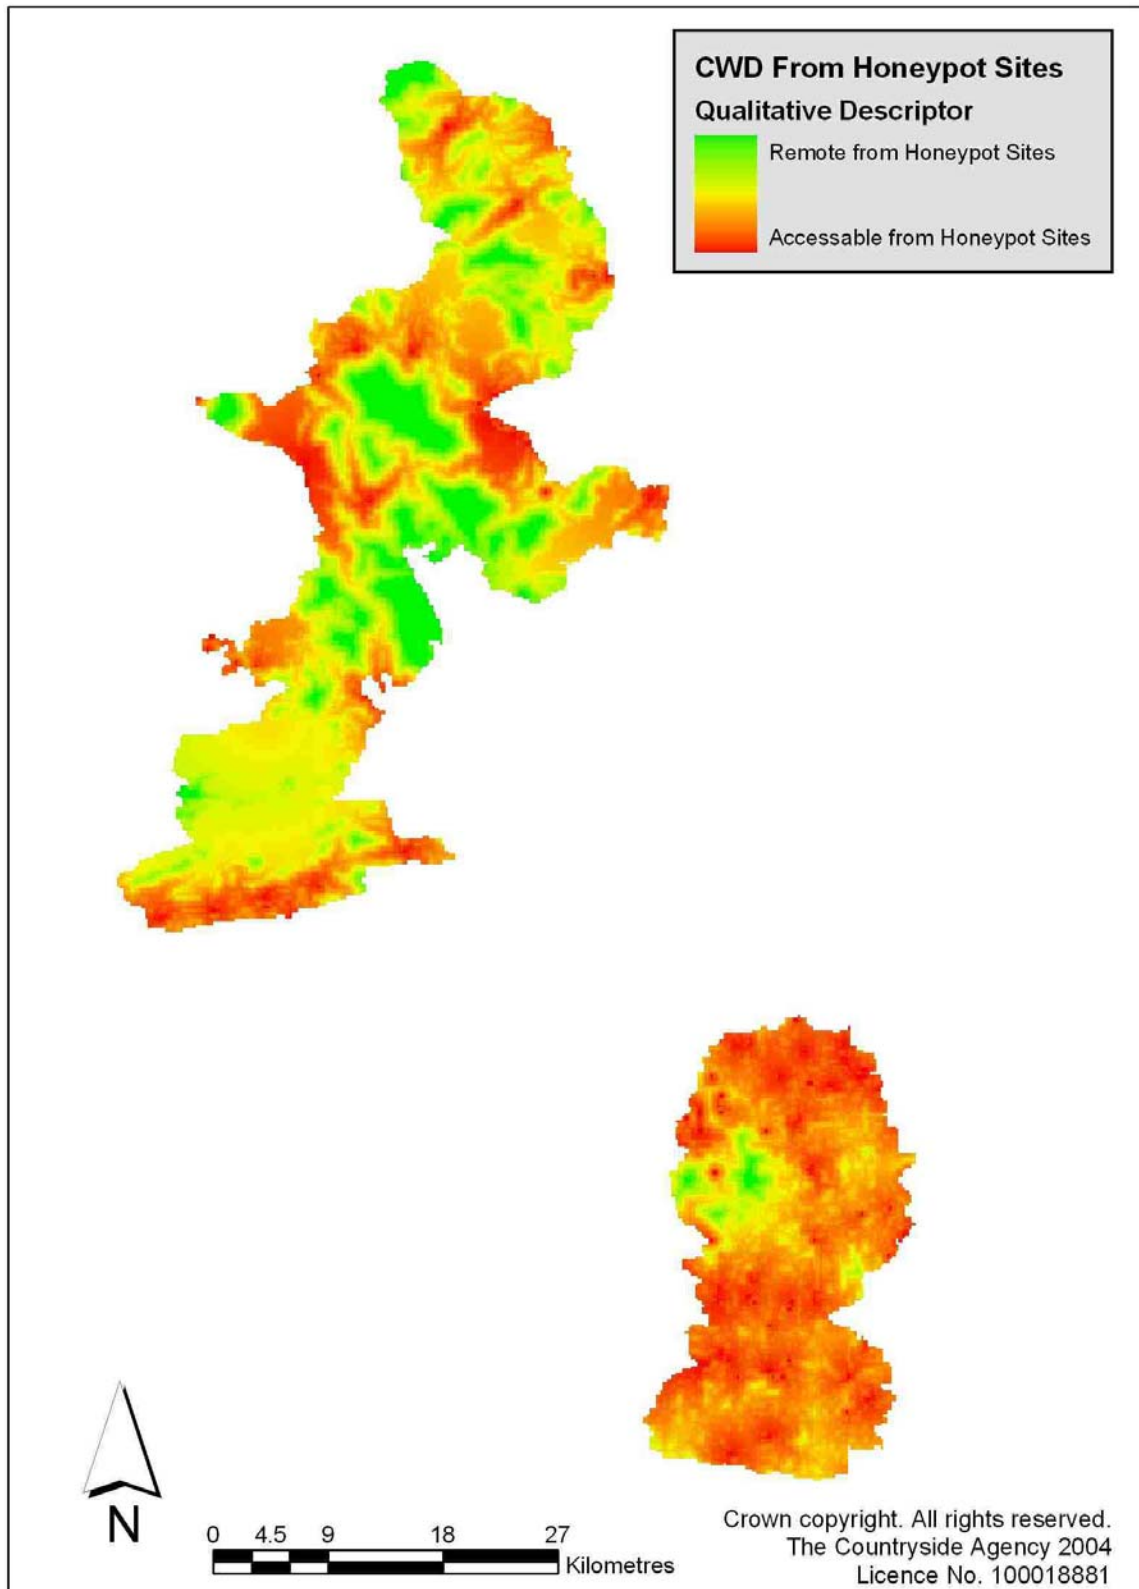 CWD From Honeypot Sites
Qualitative Descriptor
Remote from Honeypot Sites
Accessable from Honeypot Sites
N
0 4.5 9 18 27
Kilometres
Crown copyright. All rights reserved.
The Countryside Agency 2004
Licence No. 100018881